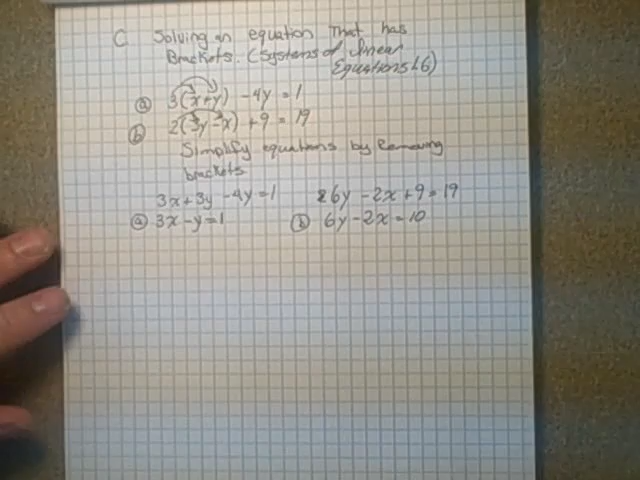 C Solving an equation That has
Brackets. (Systems of linear
Equations L6)
a 3(x+y) -4y = 1
b 2(3y-x) +9 = 19
Simplify equations by Removing
brackets
3x+3y -4y=1 6y -2x+9=19
a 3x-y=1 b 6y-2x=10